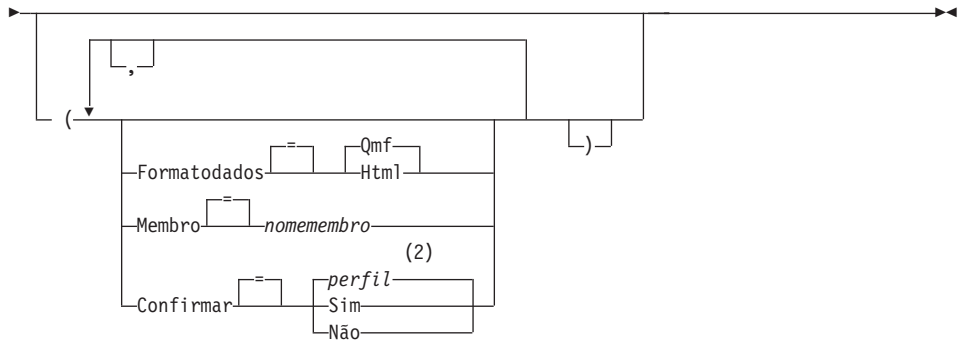 ,
(
)
Formatodados = Qmf
Html
Membro = nomemembro
(2)
Confirmar = perfil
Sim
Não